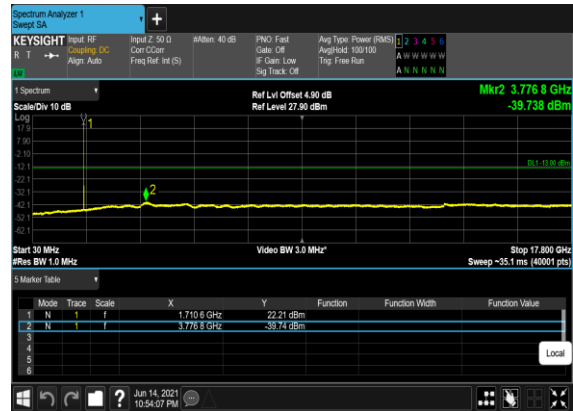 Spectrum Analyzer 1
Swept SA
+
KEYSIGHT Input: RF Input Z: 50 Ω #Atten: 40 dB PNO: Fast Avg Type: Power (RMS) 1 2 3 4 5 6
R T Coupling: DC Corr CCorr Gate: Off Avg|Hold: 100/100 A W W W W W
Align: Auto Freq Ref: Int (S) IF Gain: Low Trig: Free Run
Sig Track: Off A N N N N N
1 Spectrum Ref Lvl Offset 4.90 dB Mkr2 3.776 8 GHz
Scale/Div 10 dB Ref Level 27.90 dBm -39.738 dBm
Log
17.9
1
7.90
-2.10
-12.1
DL1 -13.00 dBm
-22.1
-32.1
2
-42.1
-52.1
-62.1
Start 30 MHz Video BW 3.0 MHz* Stop 17.800 GHz
#Res BW 1.0 MHz Sweep ~35.1 ms (40001 pts)
5 Marker Table
Mode Trace Scale X Y Function Function Width Function Value
1 N 1 f 1.710 6 GHz 22.21 dBm
2 N 1 f 3.776 8 GHz -39.74 dBm
3
4
5
6
Local
? Jun 14, 2021
10:54:07 PM